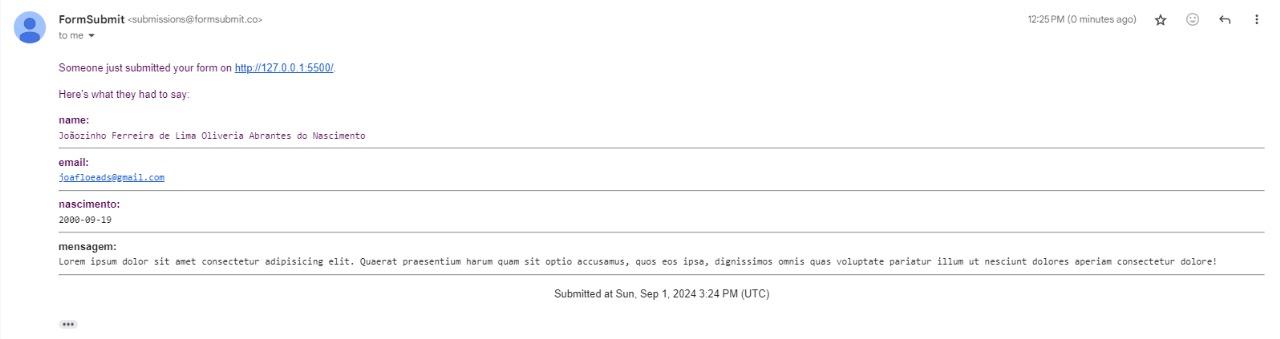 FormSubmit <submissions@formsubmit.co>
12:25 PM (0 minutes ago)
to me
Someone just submitted your form on http://127.0.0.1:5500/.
Here's what they had to say:
name:
Joãozinho Ferreira de Lima Oliveria Abrantes do Nascimento
email:
joafloeads@gmail.com
nascimento:
2000-09-19
mensagem:
Lorem ipsum dolor sit amet consectetur adipisicing elit. Quaerat praesentium harum quam sit optio accusamus, quos eos ipsa, dignissimos omnis quas voluptate pariatur illum ut nesciunt dolores aperiam consectetur dolore!
Submitted at Sun, Sep 1, 2024 3:24 PM (UTC)